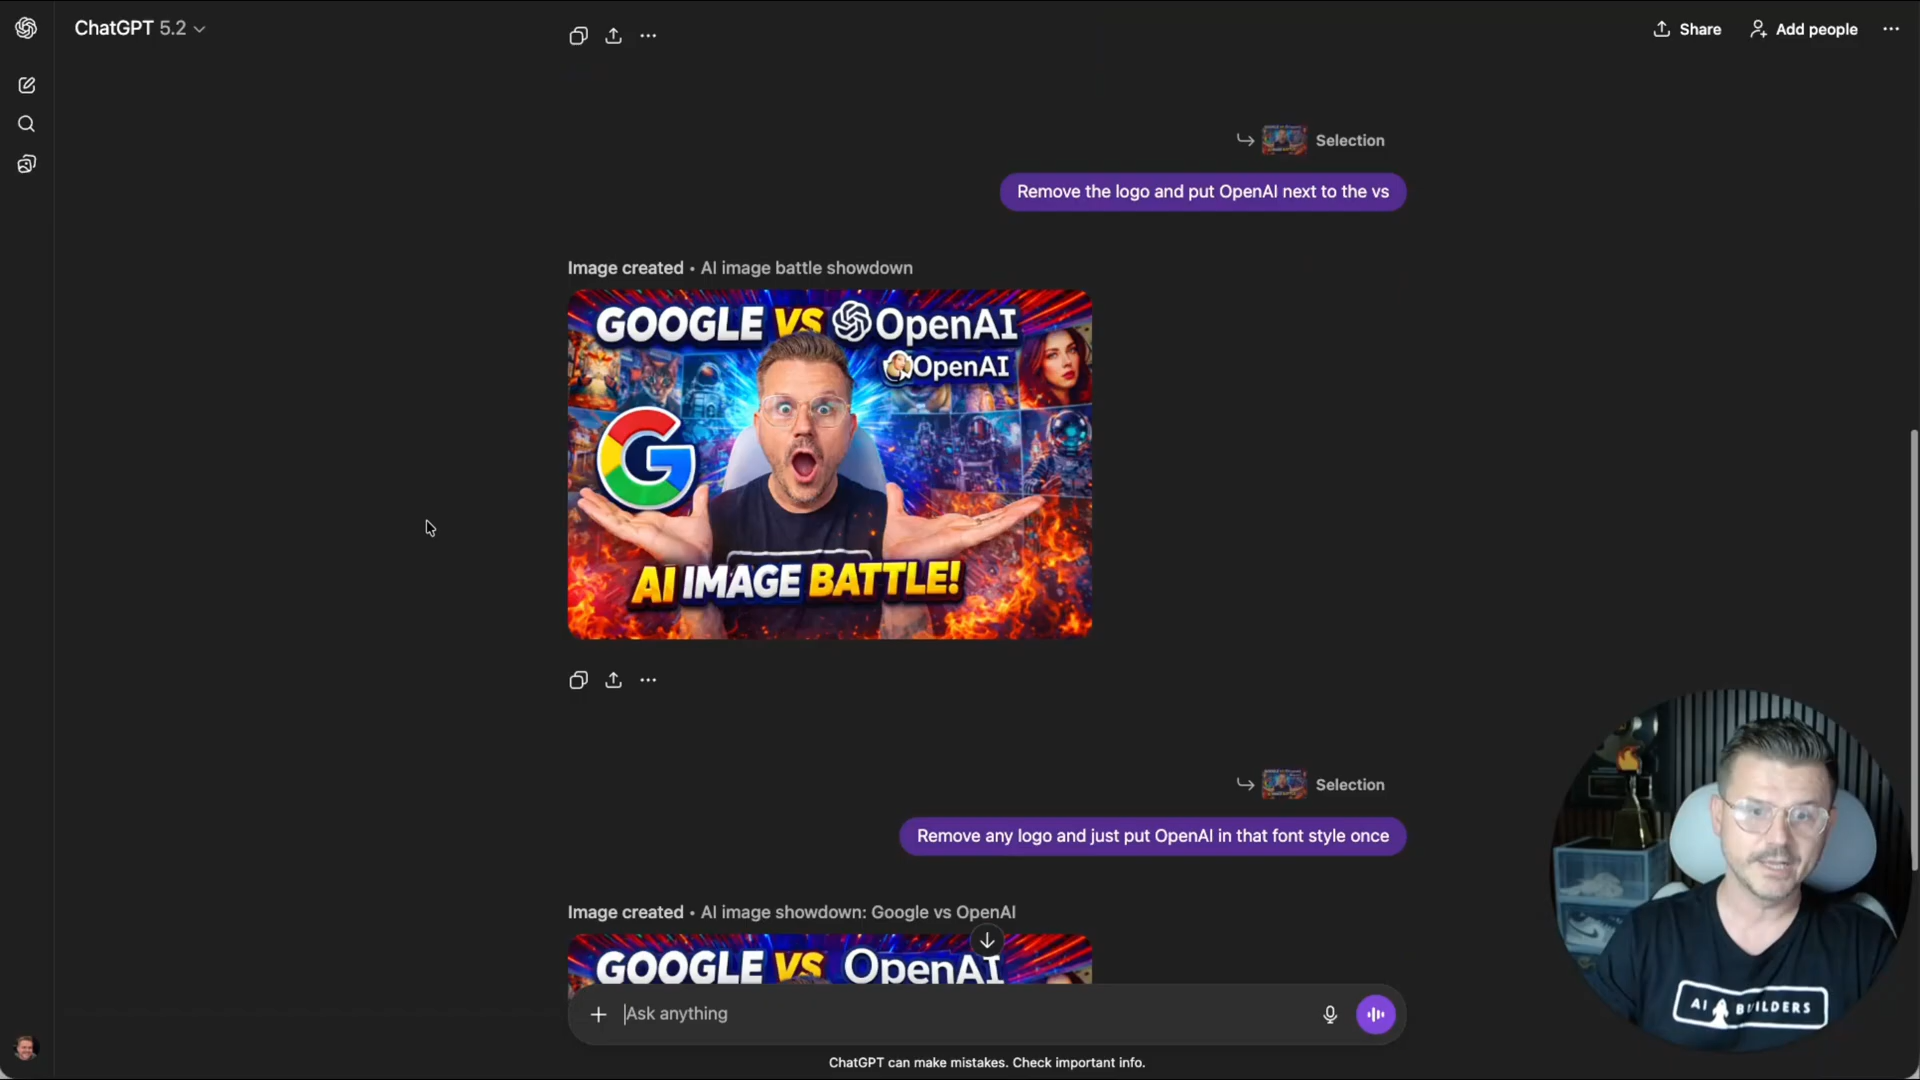 ChatGPT 5.2
Share
Add people
Selection
Remove the logo and put OpenAI next to the vs
Image created • AI image battle showdown
GOOGLE VS OpenAI
OpenAI
G
AI IMAGE BATTLE!
Selection
Remove any logo and just put OpenAI in that font style once
Image created • AI image showdown: Google vs OpenAI
GOOGLE VS OpenAI
Ask anything
AI BUILDERS
ChatGPT can make mistakes. Check important info.